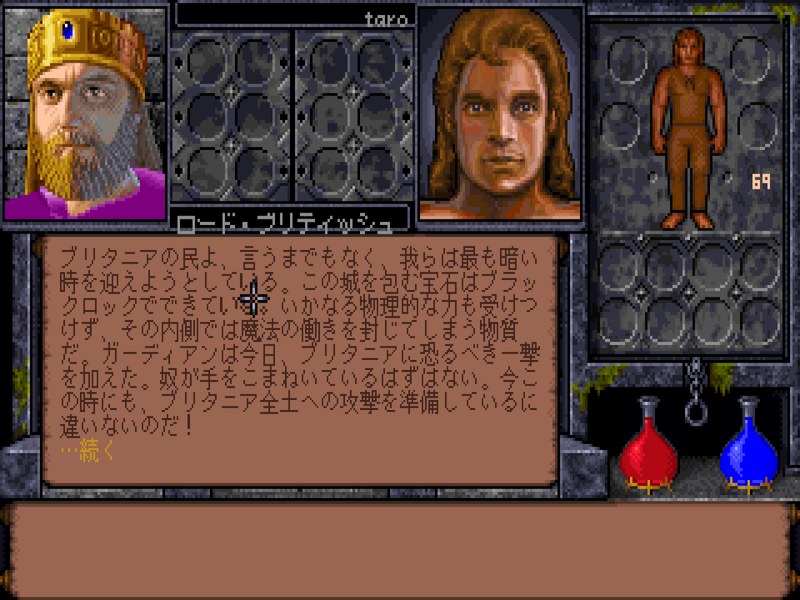 taro
ロード・ブリティッシュ
69
ブリタニアの民よ、言うまでもなく、我らは最も暗い
時を迎えようとしている。この城を包む宝石はブラッ
クロックでできてい いかなる物理的な力も受けつ
けず、その内側では魔法の働きを封じてしまう物質
だ。ガーディアンは今日、ブリタニアに恐るべき一撃
を加えた。奴が手をこまねいているはずはない。今こ
の時にも、ブリタニア全土への攻撃を準備しているに
違いないのだ！
…続く